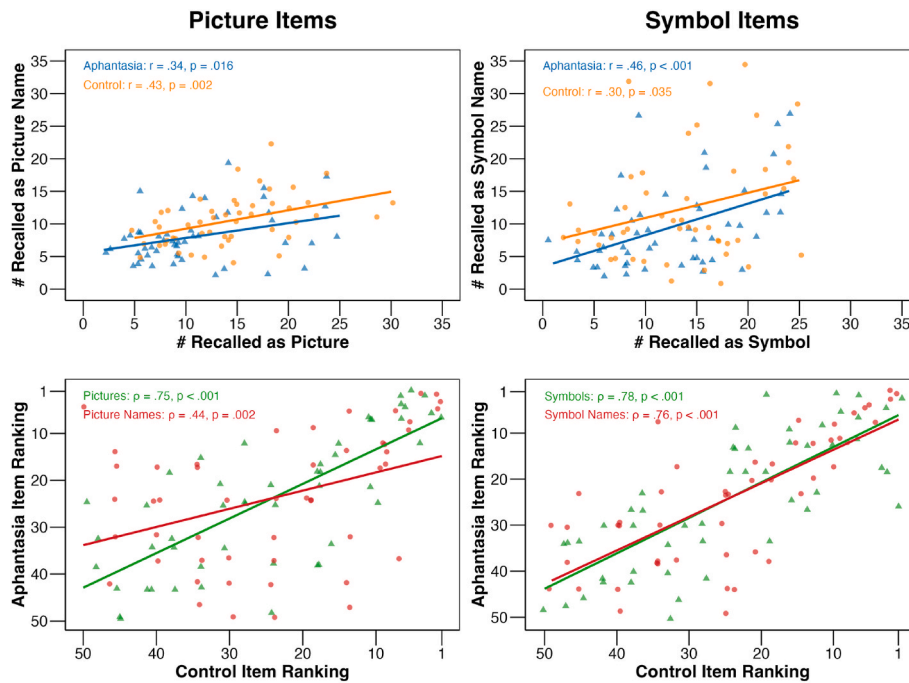 Picture Items
Symbol Items
Aphantasia: r = .34, p = .016
Control: r = .43, p = .002
35
30
25
20
15
10
5
0
# Recalled as Picture Name
0 5 10 15 20 25 30 35
# Recalled as Picture
Aphantasia: r = .46, p < .001
Control: r = .30, p = .035
35
30
25
20
15
10
5
0
# Recalled as Symbol Name
0 5 10 15 20 25 30 35
# Recalled as Symbol
Pictures: ρ = .75, p < .001
Picture Names: ρ = .44, p = .002
1
10
20
30
40
50
Aphantasia Item Ranking
50 40 30 20 10 1
Control Item Ranking
Symbols: ρ = .78, p < .001
Symbol Names: ρ = .76, p < .001
1
10
20
30
40
50
Aphantasia Item Ranking
50 40 30 20 10 1
Control Item Ranking